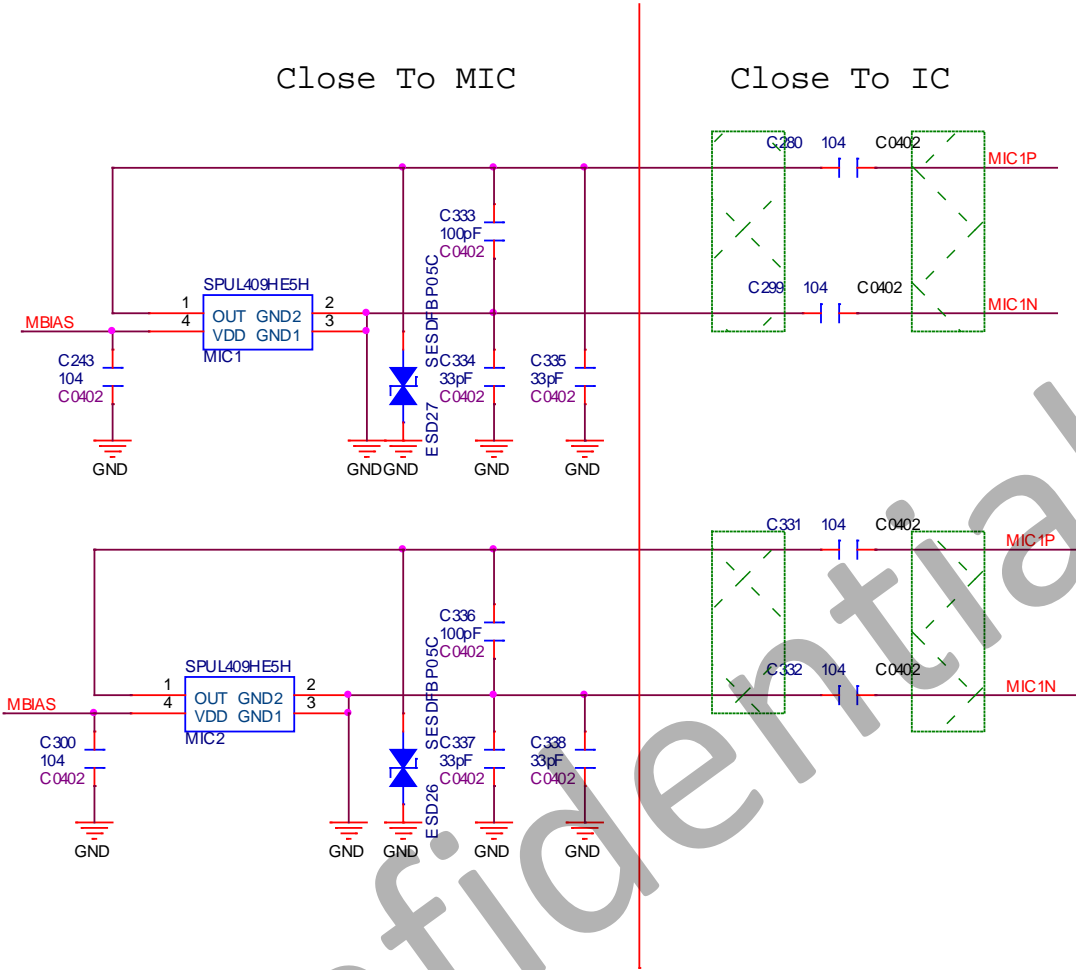 Close To MIC
Close To IC
C280 104 C0402
MIC1P
C333
100pF
C0402
SESDFBP05C
SPUL409HE5H
C299 104 C0402
MIC1N
1 OUT GND2 2
4 VDD GND1 3
MBIAS
MIC1
C243
104
C0402
C334
33pF
C0402
C335
33pF
C0402
ESD27
GND
GND
GND
GND
GND
C331 104 C0402
MIC1P
C336
100pF
C0402
SESDFBP05C
SPUL409HE5H
C332 104 C0402
MIC1N
1 OUT GND2 2
4 VDD GND1 3
MBIAS
MIC2
C300
104
C0402
C337
33pF
C0402
C338
33pF
C0402
ESD26
GND
GND
GND
GND
GND
fidential